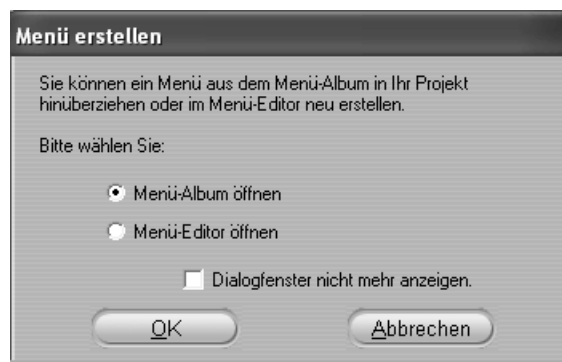 Menü erstellen
Sie können ein Menü aus dem Menü-Album in Ihr Projekt
hinüberziehen oder im Menü-Editor neu erstellen.
Bitte wählen Sie:
Menü-Album öffnen
Menü-Editor öffnen
Dialogfenster nicht mehr anzeigen.
OK Abbrechen